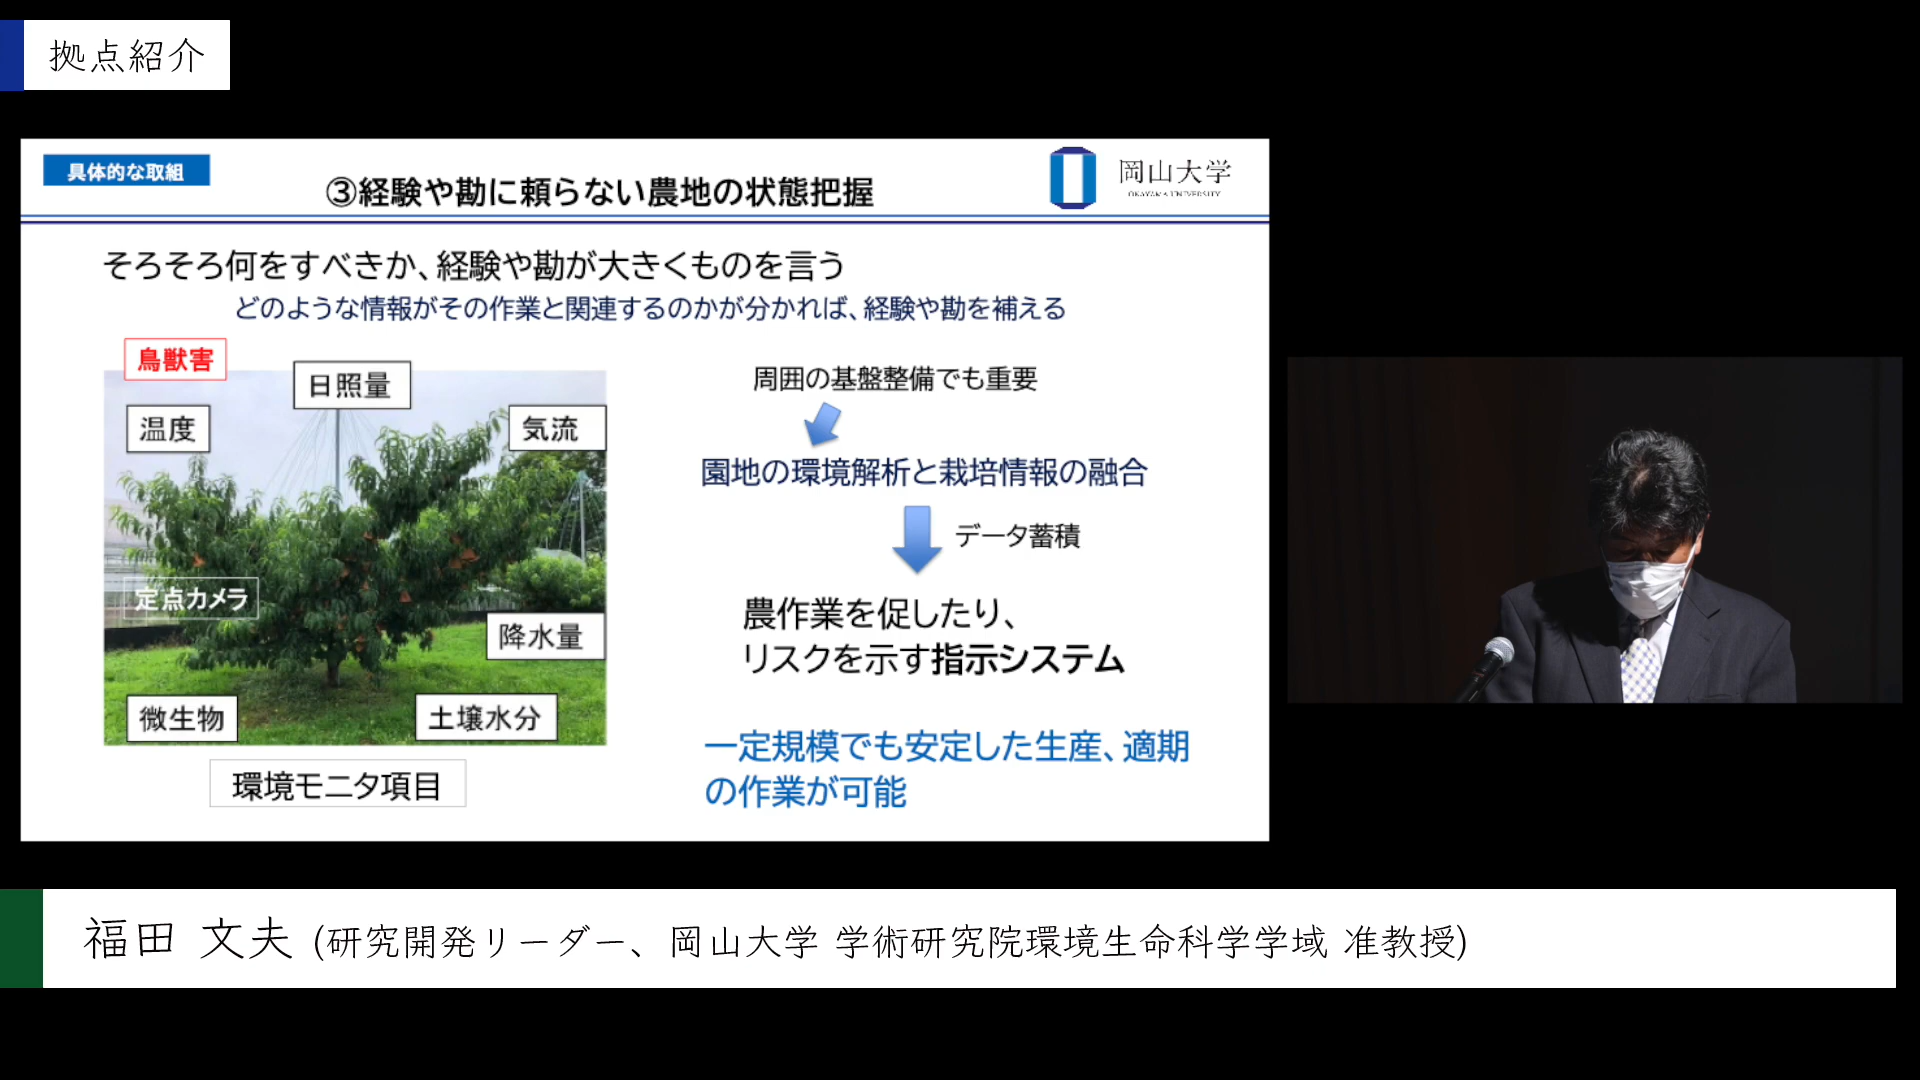 拠点紹介
具体的な取組
③経験や勘に頼らない農地の状態把握
岡山大学
OKAYAMA UNIVERSITY
そろそろ何をすべきか、経験や勘が大きくものを言う
どのような情報がその作業と関連するのかが分かれば、経験や勘を補える
鳥獣害
日照量
温度
気流
定点カメラ
降水量
微生物
土壌水分
環境モニタ項目
周囲の基盤整備でも重要
園地の環境解析と栽培情報の融合
データ蓄積
農作業を促したり、
リスクを示す指示システム
一定規模でも安定した生産、適期
の作業が可能
福田 文夫 (研究開発リーダー、岡山大学 学術研究院環境生命科学学域 准教授)